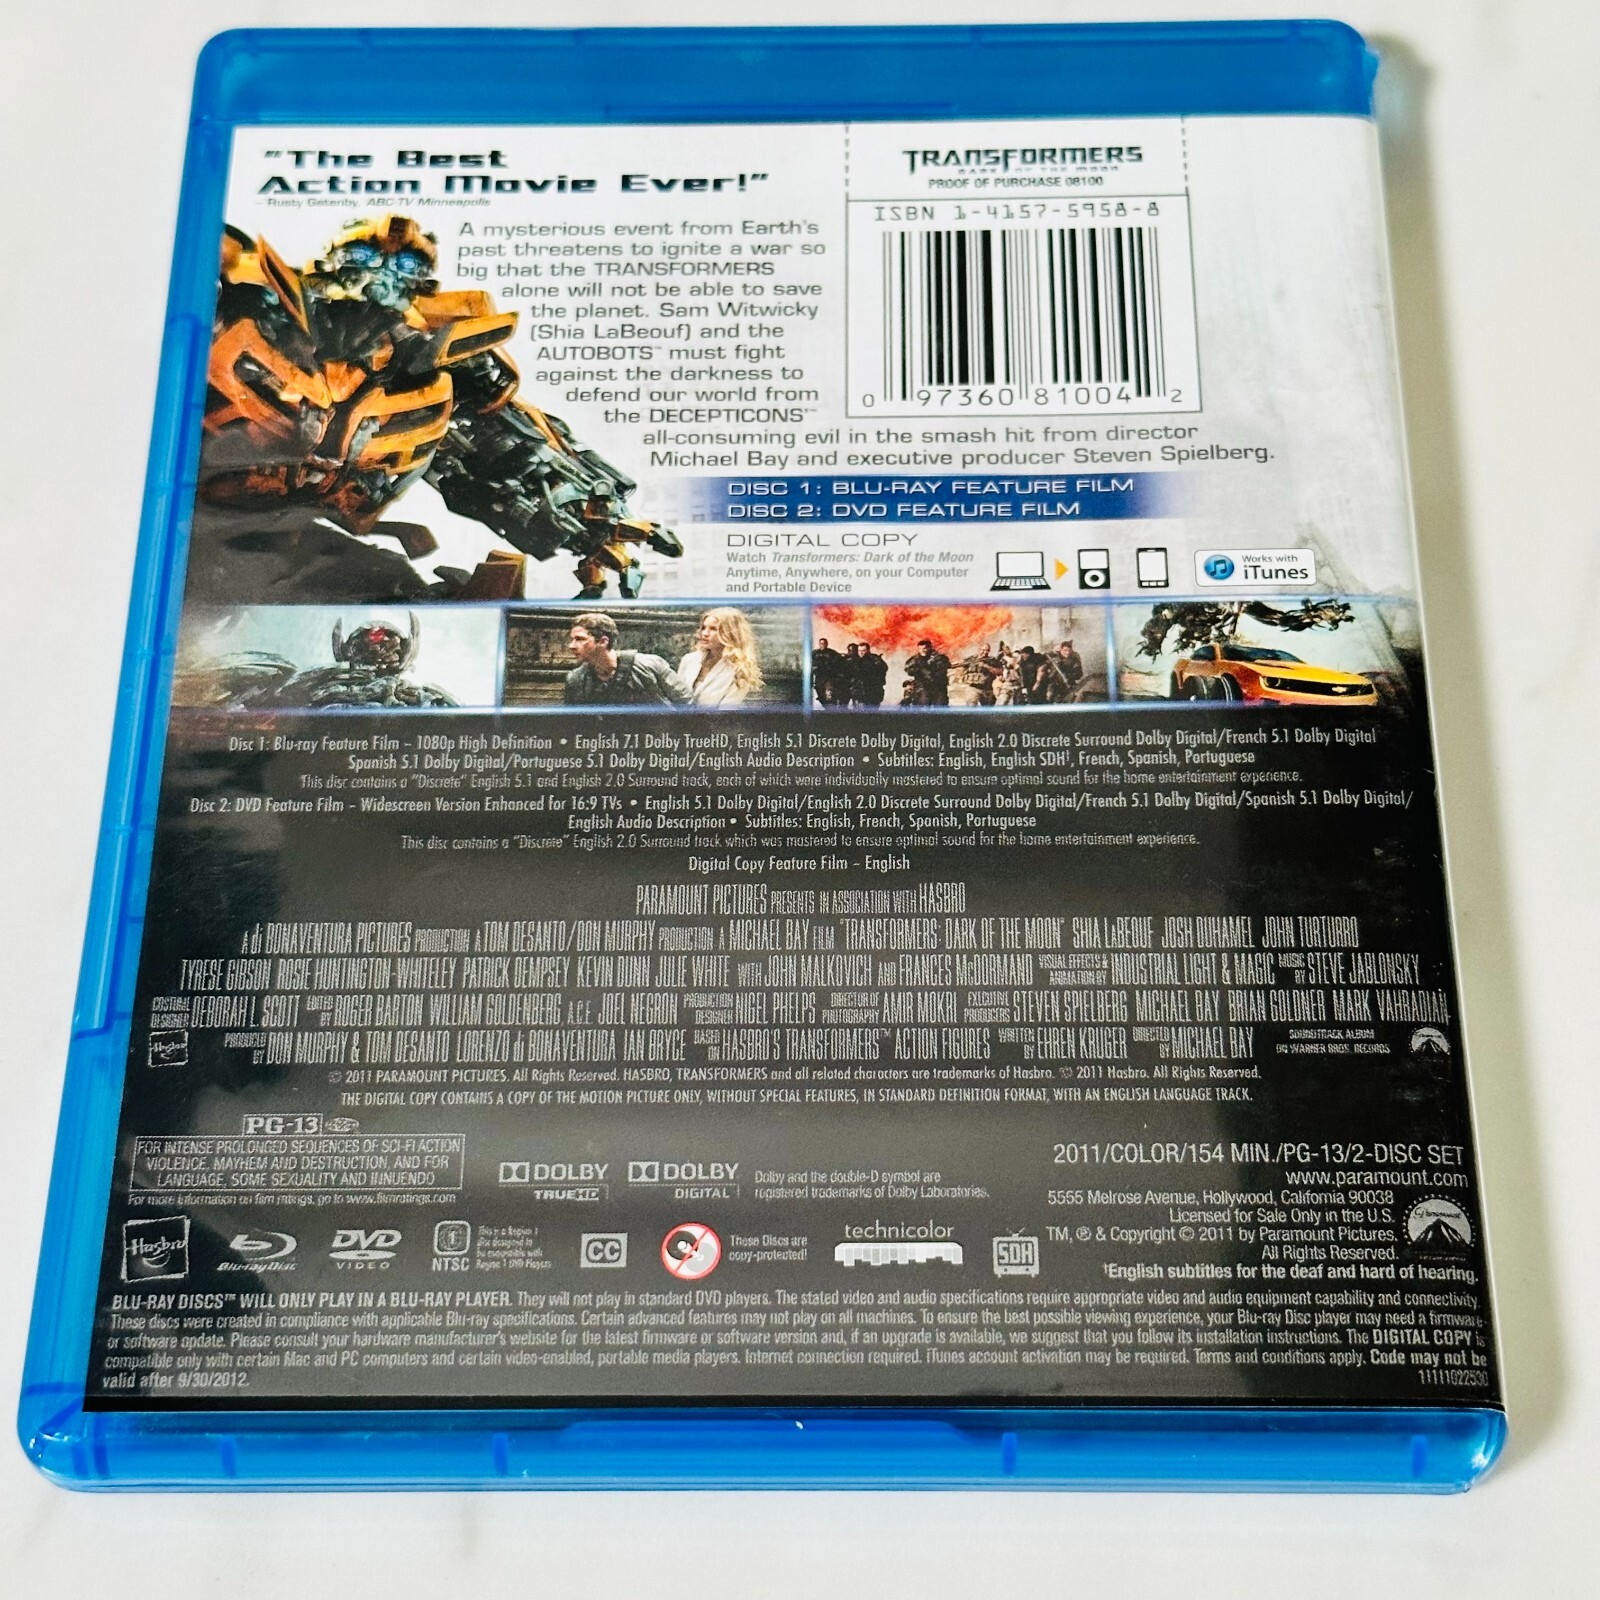 "The Best
Action Movie Ever!"
– Rusty Gatenby, ABC-TV Minneapolis
A mysterious event from Earth's
past threatens to ignite a war so
big that the TRANSFORMERS
alone will not be able to save
the planet. Sam Witwicky
(Shia LaBeouf) and the
AUTOBOTS™ must fight
against the darkness to
defend our world from
the DECEPTICONS'™
all-consuming evil in the smash hit from director
Michael Bay and executive producer Steven Spielberg.
TRANSFORMERS
DARK OF THE MOON
PROOF OF PURCHASE 08100
ISBN 1-4157-5958-8
0 97360 81004 2
DISC 1: BLU-RAY FEATURE FILM
DISC 2: DVD FEATURE FILM
DIGITAL COPY
Watch Transformers: Dark of the Moon
Anytime, Anywhere, on your Computer
and Portable Device
Works with
iTunes
Disc 1: Blu-ray Feature Film – 1080p High Definition • English 7.1 Dolby TrueHD, English 5.1 Discrete Dolby Digital, English 2.0 Discrete Surround Dolby Digital/French 5.1 Dolby Digital
Spanish 5.1 Dolby Digital/Portuguese 5.1 Dolby Digital/English Audio Description • Subtitles: English, English SDH†, French, Spanish, Portuguese
This disc contains a "Discrete" English 5.1 and English 2.0 Surround track, each of which were individually mastered to ensure optimal sound for the home entertainment experience.
Disc 2: DVD Feature Film – Widescreen Version Enhanced for 16:9 TVs • English 5.1 Dolby Digital/English 2.0 Discrete Surround Dolby Digital/French 5.1 Dolby Digital/Spanish 5.1 Dolby Digital/
English Audio Description • Subtitles: English, French, Spanish, Portuguese
This disc contains a "Discrete" English 2.0 Surround track which was mastered to ensure optimal sound for the home entertainment experience.
Digital Copy Feature Film – English
PARAMOUNT PICTURES PRESENTS IN ASSOCIATION WITH HASBRO
A di BONAVENTURA PICTURES PRODUCTION A TOM DESANTO/DON MURPHY PRODUCTION A MICHAEL BAY FILM "TRANSFORMERS: DARK OF THE MOON" SHIA LaBEOUF JOSH DUHAMEL JOHN TURTURRO
TYRESE GIBSON ROSIE HUNTINGTON-WHITELEY PATRICK DEMPSEY KEVIN DUNN JULIE WHITE WITH JOHN MALKOVICH AND FRANCES McDORMAND VISUAL EFFECTS & ANIMATION BY INDUSTRIAL LIGHT & MAGIC MUSIC BY STEVE JABLONSKY
COSTUME DESIGNER DEBORAH L. SCOTT EDITED BY ROGER BARTON WILLIAM GOLDENBERG, A.C.E. JOEL NEGRON PRODUCTION DESIGNER NIGEL PHELPS DIRECTOR OF PHOTOGRAPHY AMIR MOKRI EXECUTIVE PRODUCERS STEVEN SPIELBERG MICHAEL BAY BRIAN GOLDNER MARK VAHRADIAN
Hasbro PRODUCED BY DON MURPHY & TOM DESANTO LORENZO di BONAVENTURA IAN BRYCE BASED ON HASBRO'S TRANSFORMERS™ ACTION FIGURES WRITTEN BY EHREN KRUGER DIRECTED BY MICHAEL BAY SOUNDTRACK ALBUM ON WARNER BROS. RECORDS
© 2011 PARAMOUNT PICTURES. All Rights Reserved. HASBRO, TRANSFORMERS and all related characters are trademarks of Hasbro. © 2011 Hasbro. All Rights Reserved.
THE DIGITAL COPY CONTAINS A COPY OF THE MOTION PICTURE ONLY, WITHOUT SPECIAL FEATURES, IN STANDARD DEFINITION FORMAT, WITH AN ENGLISH LANGUAGE TRACK.
PG-13
FOR INTENSE PROLONGED SEQUENCES OF SCI-FI ACTION
VIOLENCE, MAYHEM AND DESTRUCTION, AND FOR
LANGUAGE, SOME SEXUALITY AND INNUENDO
For more information on film ratings, go to www.filmratings.com
DOLBY
TRUEHD
DOLBY
DIGITAL
Dolby and the double-D symbol are
registered trademarks of Dolby Laboratories.
2011/COLOR/154 MIN./PG-13/2-DISC SET
www.paramount.com
5555 Melrose Avenue, Hollywood, California 90038
Licensed for Sale Only in the U.S.
TM, ® & Copyright © 2011 by Paramount Pictures.
All Rights Reserved.
†English subtitles for the deaf and hard of hearing.
Paramount
Hasbro
Blu-ray Disc
DVD
VIDEO
1
NTSC
This is a Region 1
disc designed to
be compatible with
Region 1 DVD Players
CC
These Discs are
copy-protected!
technicolor
SDH
BLU-RAY DISCS™ WILL ONLY PLAY IN A BLU-RAY PLAYER. They will not play in standard DVD players. The stated video and audio specifications require appropriate video and audio equipment capability and connectivity.
These discs were created in compliance with applicable Blu-ray specifications. Certain advanced features may not play on all machines. To ensure the best possible viewing experience, your Blu-ray Disc player may need a firmware
or software update. Please consult your hardware manufacturer's website for the latest firmware or software version and, if an upgrade is available, we suggest that you follow its installation instructions. The DIGITAL COPY is
compatible only with certain Mac and PC computers and certain video-enabled, portable media players. Internet connection required. iTunes account activation may be required. Terms and conditions apply. Code may not be
valid after 9/30/2012.
11111022530